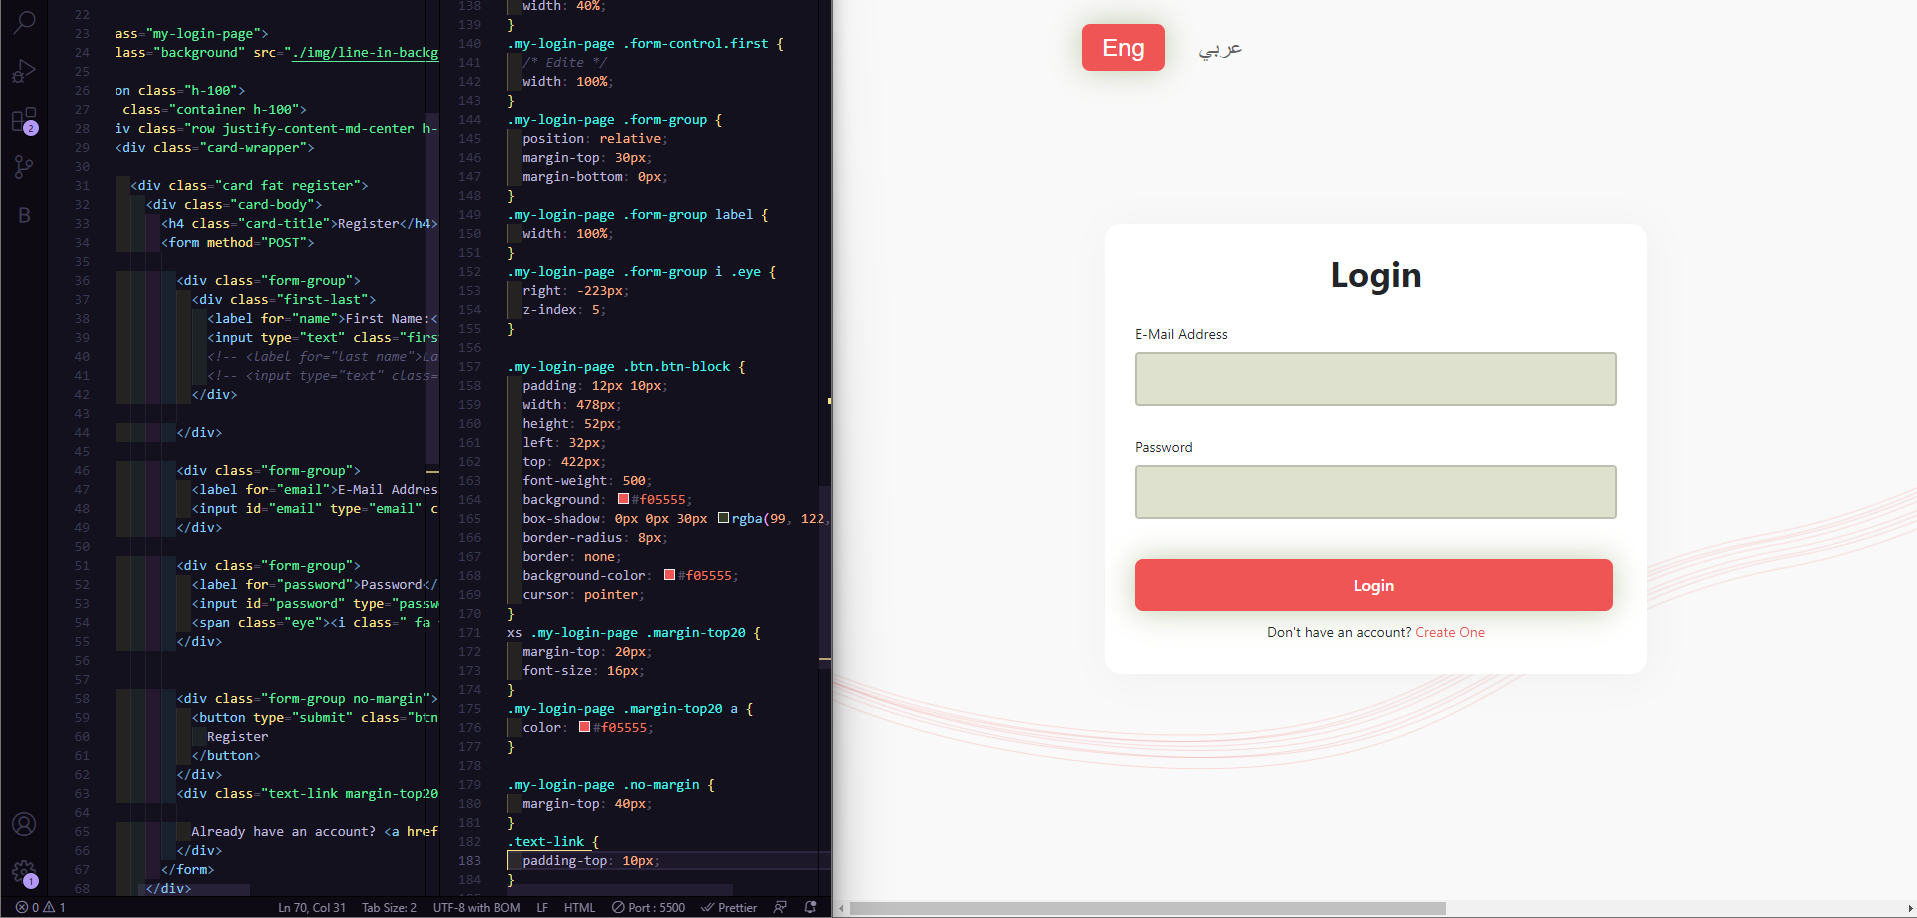 22
23 ass="my-login-page">
24 lass="background" src="./img/line-in-backg
25
26 on class="h-100">
27 class="container h-100">
28 iv class="row justify-content-md-center h-
29 <div class="card-wrapper">
30
31 <div class="card fat register">
32 <div class="card-body">
33 <h4 class="card-title">Register</h4>
34 <form method="POST">
35
36 <div class="form-group">
37 <div class="first-last">
38 <label for="name">First Name:<
39 <input type="text" class="firs
40 <!-- <label for="last name">La
41 <!-- <input type="text" class=
42 </div>
43
44 </div>
45
46 <div class="form-group">
47 <label for="email">E-Mail Addres
48 <input id="email" type="email" c
49 </div>
50
51 <div class="form-group">
52 <label for="password">Password</
53 <input id="password" type="passw
54 <span class="eye"><i class=" fa
55 </div>
56
57
58 <div class="form-group no-margin">
59 <button type="submit" class="btn
60 Register
61 </button>
62 </div>
63 <div class="text-link margin-top20
64
65 Already have an account? <a href
66 </div>
67 </form>
68 </div>
138 width: 40%;
139 }
140 .my-login-page .form-control.first {
141 /* Edite */
142 width: 100%;
143 }
144 .my-login-page .form-group {
145 position: relative;
146 margin-top: 30px;
147 margin-bottom: 0px;
148 }
149 .my-login-page .form-group label {
150 width: 100%;
151 }
152 .my-login-page .form-group i .eye {
153 right: -223px;
154 z-index: 5;
155 }
156
157 .my-login-page .btn.btn-block {
158 padding: 12px 10px;
159 width: 478px;
160 height: 52px;
161 left: 32px;
162 top: 422px;
163 font-weight: 500;
164 background: #f05555;
165 box-shadow: 0px 0px 30px rgba(99, 122,
166 border-radius: 8px;
167 border: none;
168 background-color: #f05555;
169 cursor: pointer;
170 }
171 xs .my-login-page .margin-top20 {
172 margin-top: 20px;
173 font-size: 16px;
174 }
175 .my-login-page .margin-top20 a {
176 color: #f05555;
177 }
178
179 .my-login-page .no-margin {
180 margin-top: 40px;
181 }
182 .text-link {
183 padding-top: 10px;
184 }
2
B
1
0 1
Ln 70, Col 31 Tab Size: 2 UTF-8 with BOM LF HTML Port : 5500 Prettier
Eng عربي
Login
E-Mail Address
Password
Login
Don't have an account? Create One